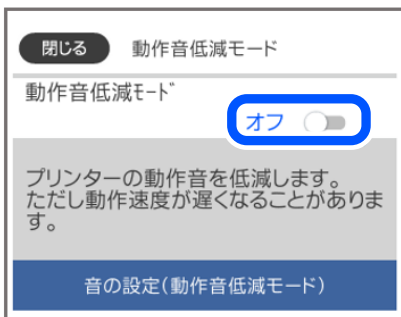 閉じる 動作音低減モード
動作音低減ﾓｰﾄﾞ
オフ
プリンターの動作音を低減します。
ただし動作速度が遅くなることがありま
す。
音の設定(動作音低減モード)